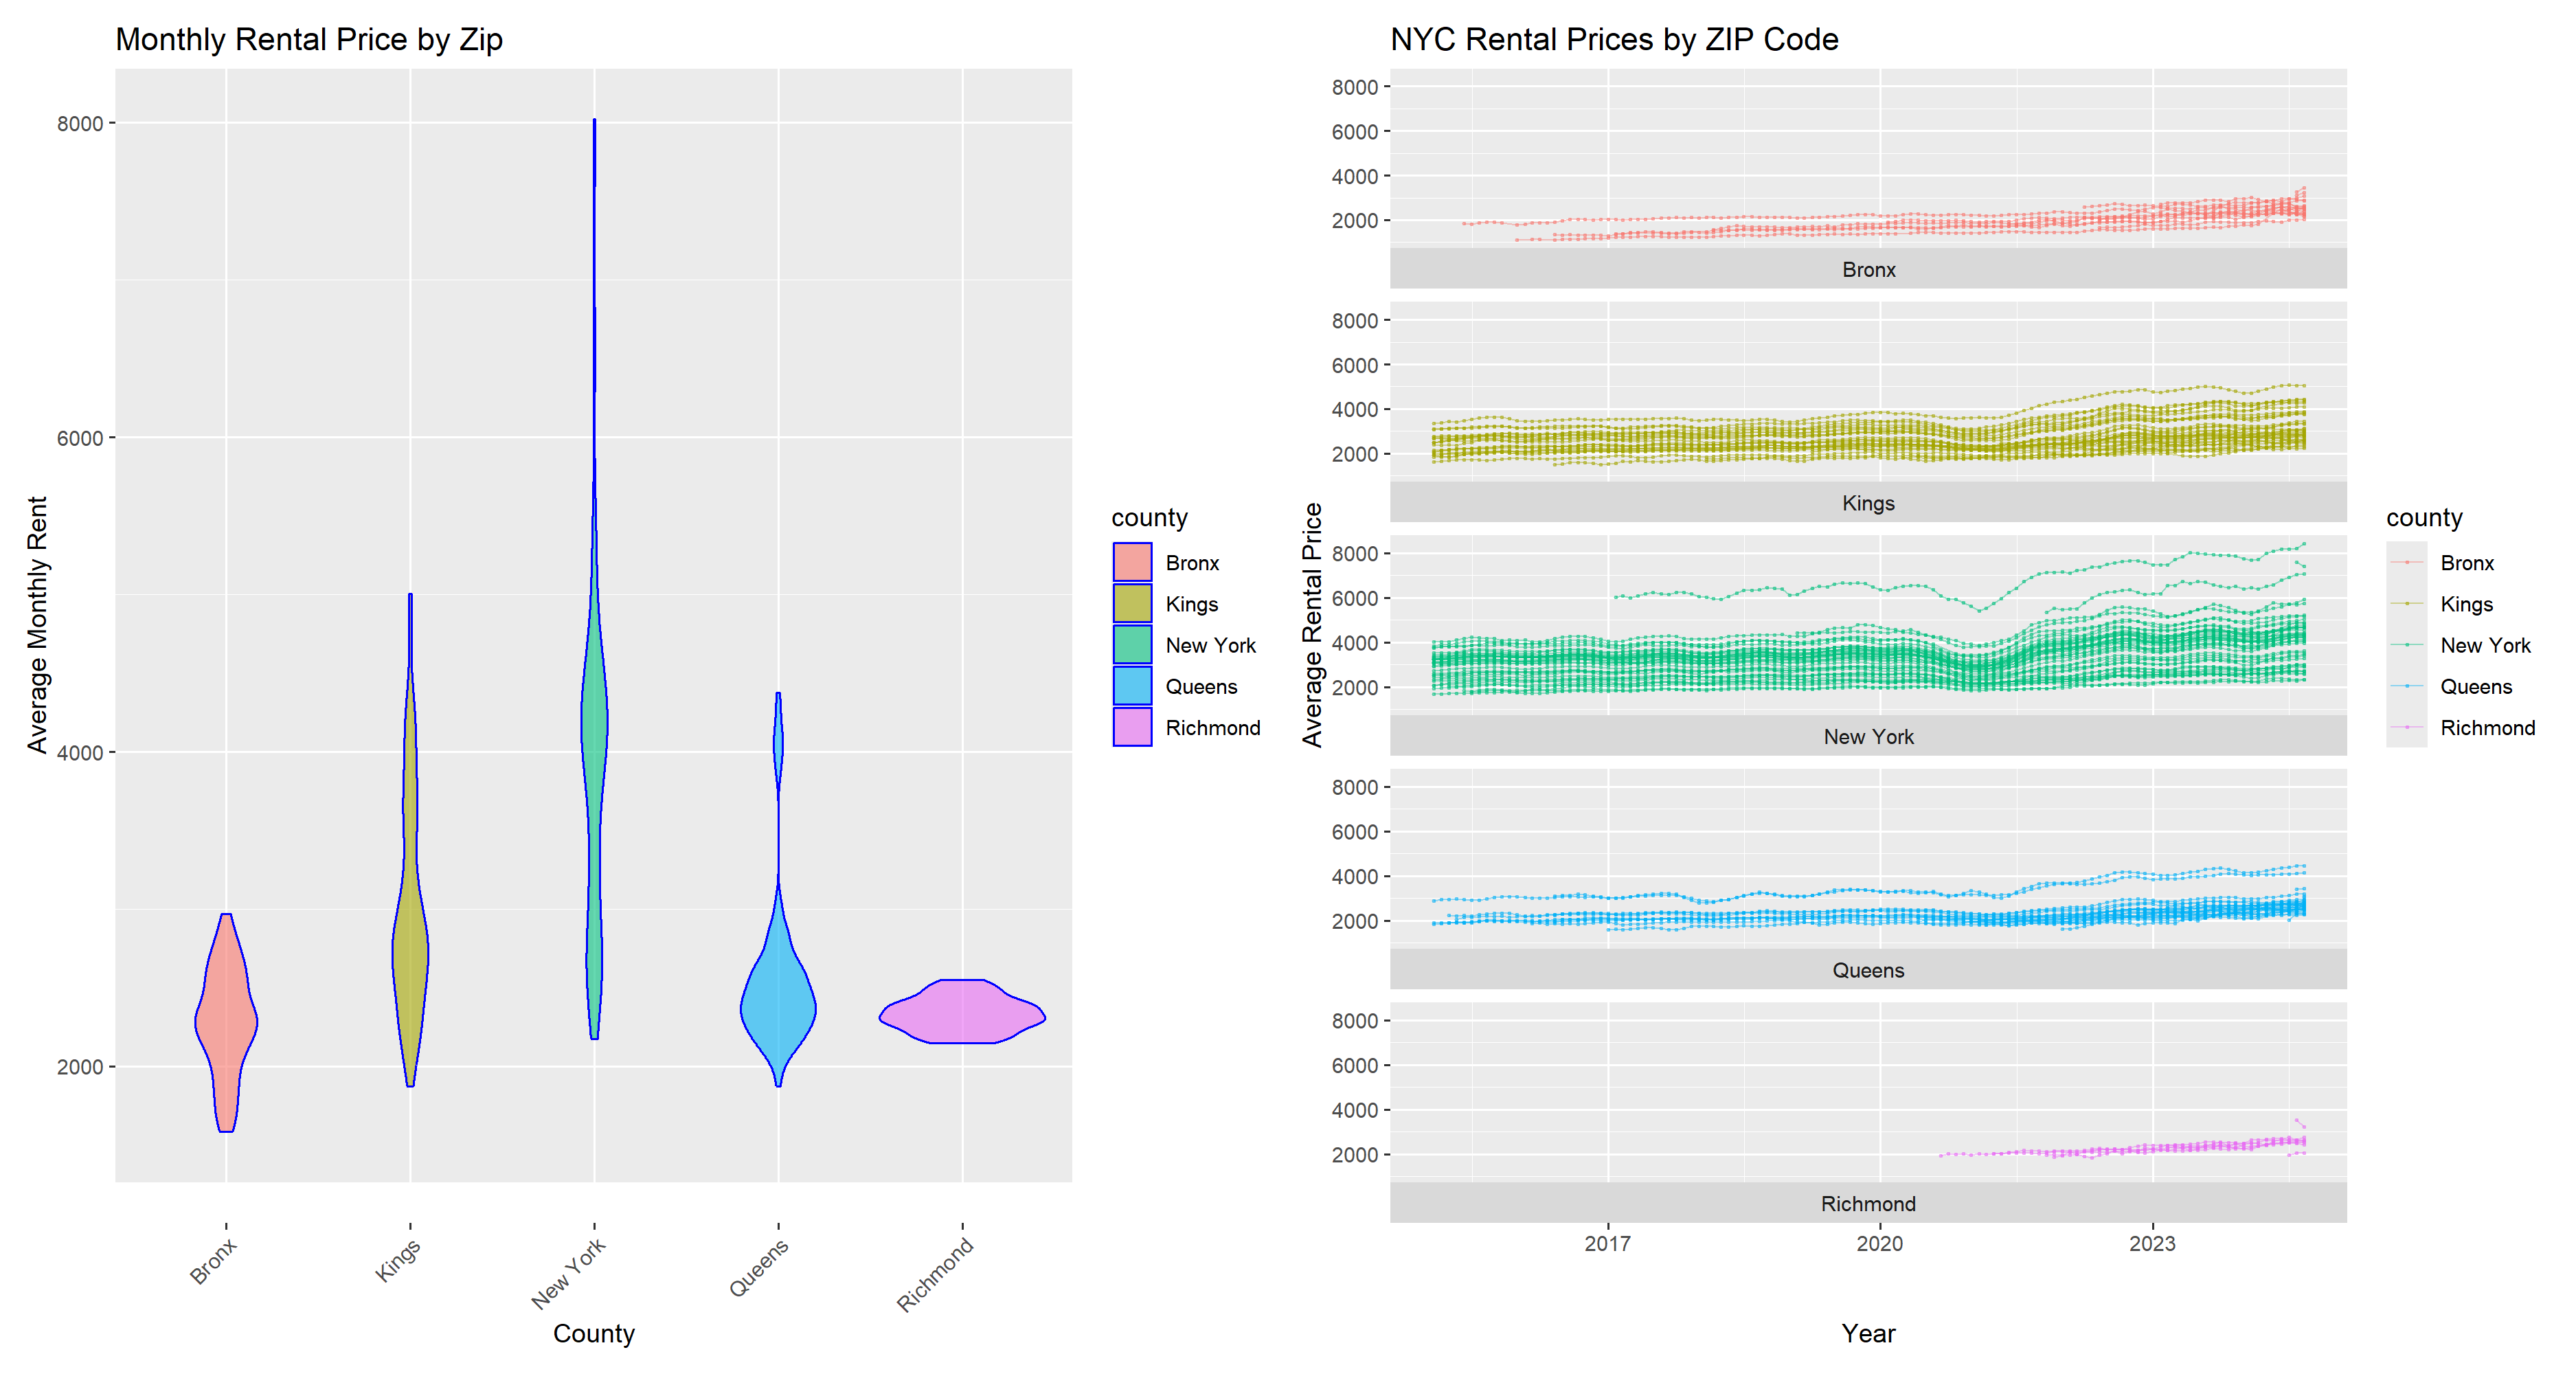 Monthly Rental Price by Zip
Average Monthly Rent
8000
6000
4000
2000
Bronx
Kings
New York
Queens
Richmond
County
county
Bronx
Kings
New York
Queens
Richmond
NYC Rental Prices by ZIP Code
Average Rental Price
8000
6000
4000
2000
Bronx
8000
6000
4000
2000
Kings
8000
6000
4000
2000
New York
8000
6000
4000
2000
Queens
8000
6000
4000
2000
Richmond
2017 2020 2023
Year
county
Bronx
Kings
New York
Queens
Richmond